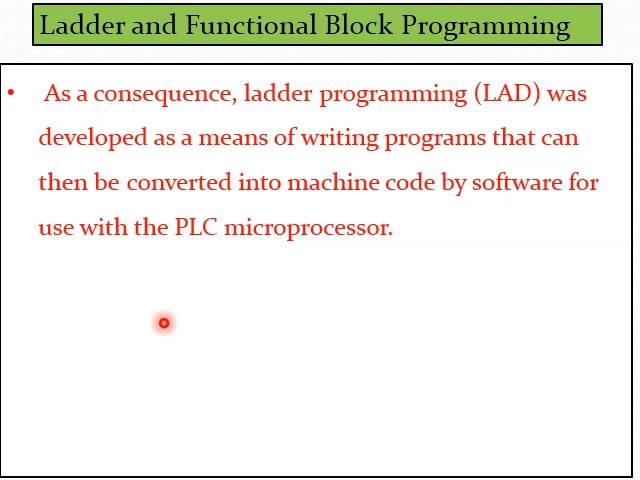 Ladder and Functional Block Programming
• As a consequence, ladder programming (LAD) was
developed as a means of writing programs that can
then be converted into machine code by software for
use with the PLC microprocessor.